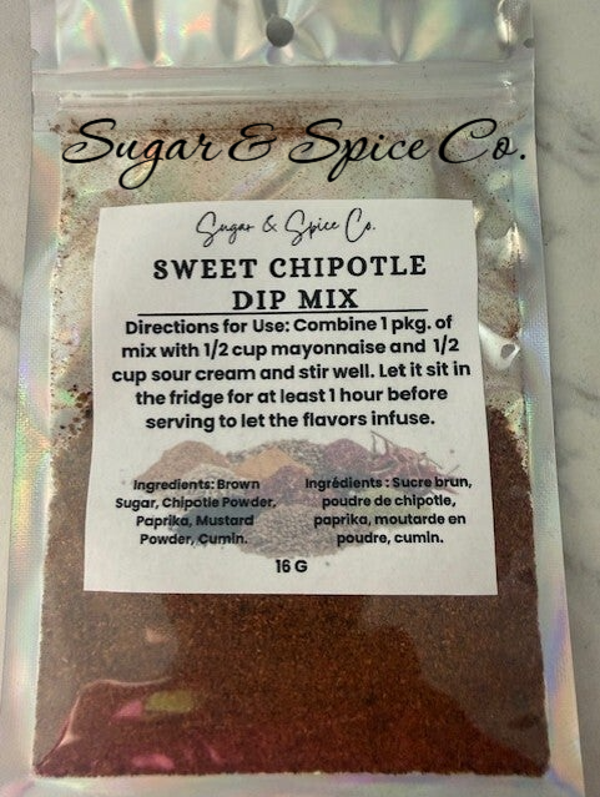 Sugar & Spice Co.
Sugar & Spice Co.
SWEET CHIPOTLE
DIP MIX
Directions for Use: Combine 1 pkg. of
mix with 1/2 cup mayonnaise and 1/2
cup sour cream and stir well. Let it sit in
the fridge for at least 1 hour before
serving to let the flavors infuse.
Ingredients: Brown
Sugar, Chipotle Powder,
Paprika, Mustard
Powder, Cumin.
Ingrédients : Sucre brun,
poudre de chipotle,
paprika, moutarde en
poudre, cumin.
16 G